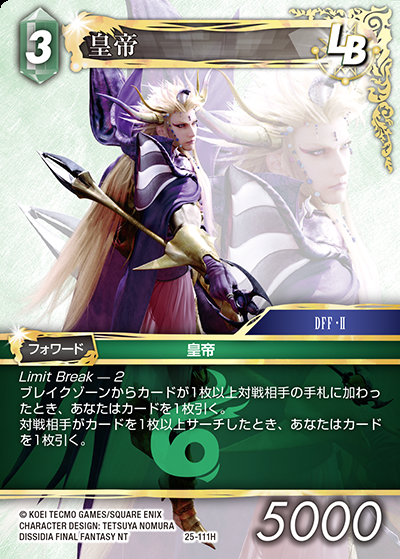 3
皇帝
LB
DFF・II
フォワード
皇帝
Limit Break — 2
ブレイクゾーンからカードが1枚以上対戦相手の手札に加わっ
たとき、あなたはカードを1枚引く。
対戦相手がカードを1枚以上サーチしたとき、あなたはカード
を1枚引く。
© KOEI TECMO GAMES/SQUARE ENIX
CHARACTER DESIGN: TETSUYA NOMURA
DISSIDIA FINAL FANTASY NT
25-111H
5000